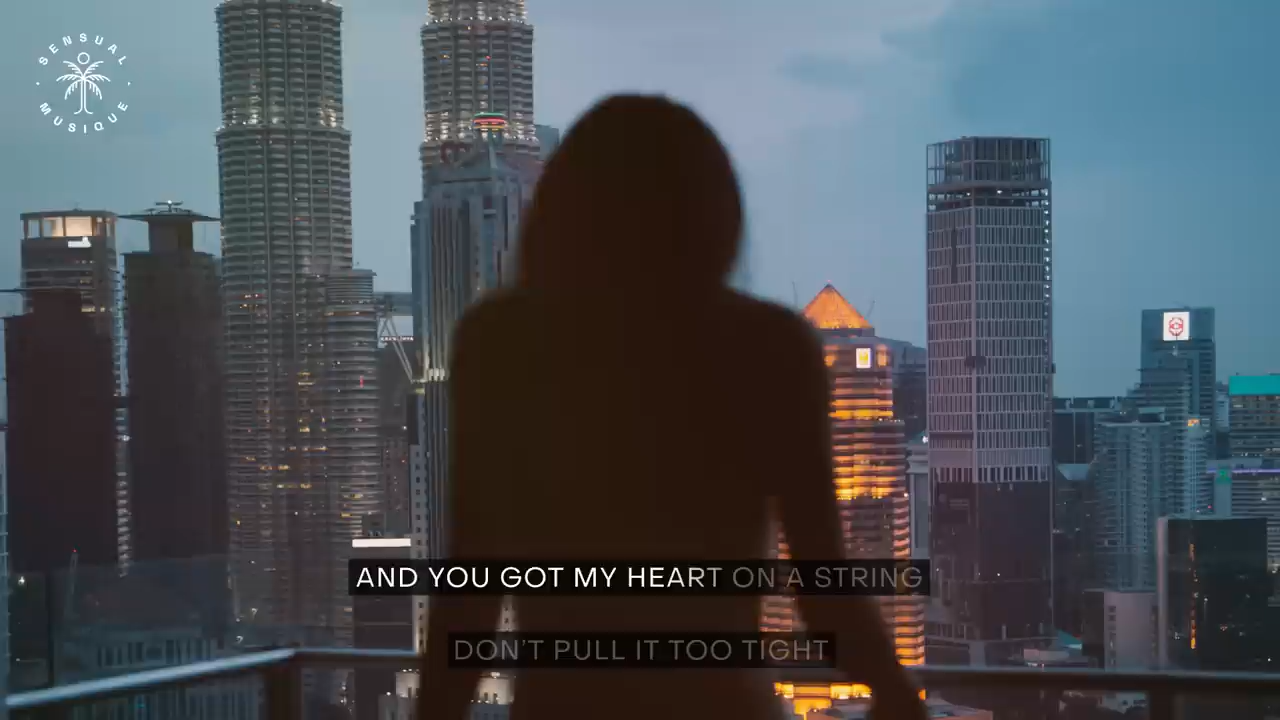 SENSUAL
MUSIQUE
AND YOU GOT MY HEART ON A STRING
DON'T PULL IT TOO TIGHT